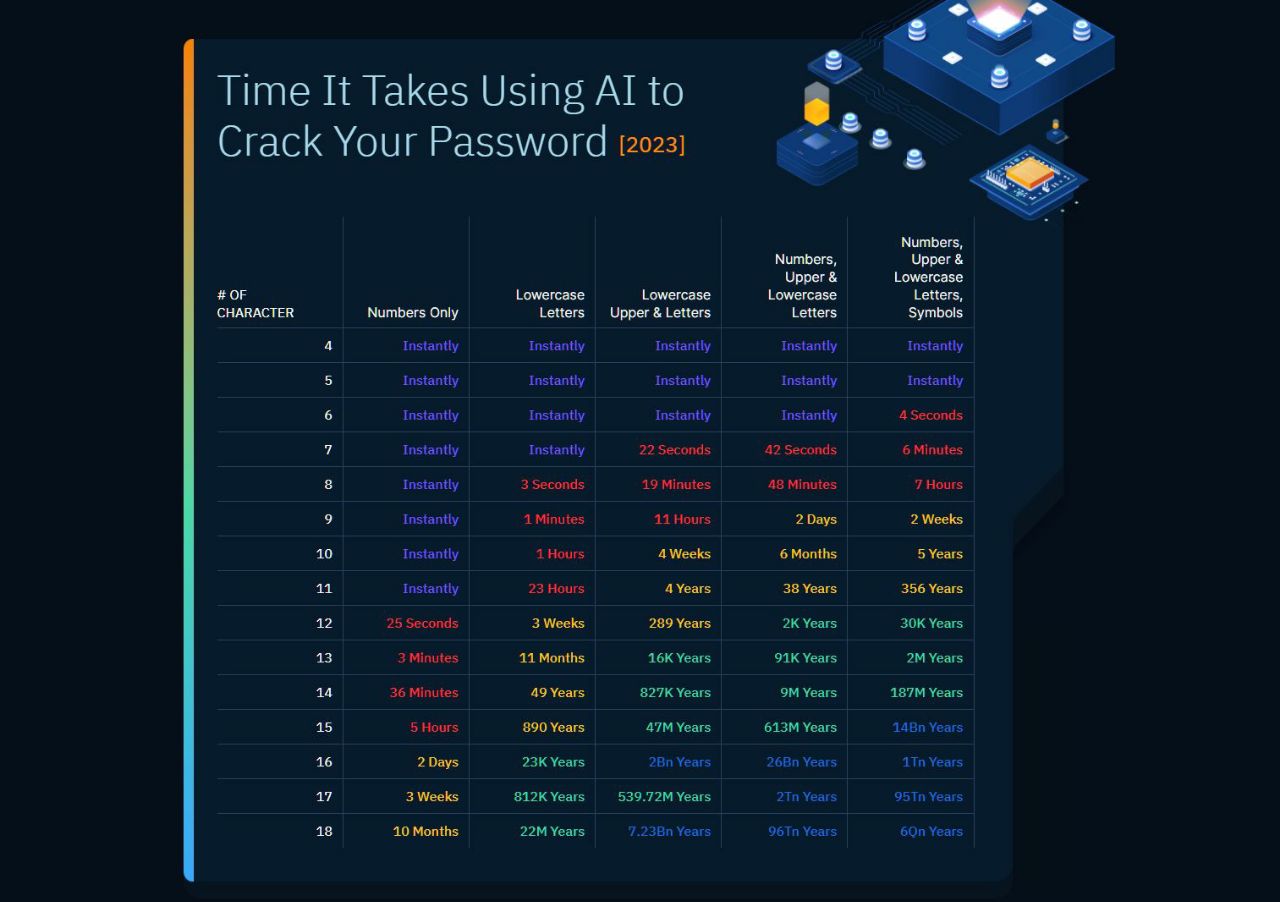 Time It Takes Using AI to
Crack Your Password [2023]
# OF
CHARACTER
Numbers Only
Lowercase
Letters
Lowercase
Upper & Letters
Numbers,
Upper &
Lowercase
Letters
Numbers,
Upper &
Lowercase
Letters,
Symbols
4 Instantly Instantly Instantly Instantly Instantly
5 Instantly Instantly Instantly Instantly Instantly
6 Instantly Instantly Instantly Instantly 4 Seconds
7 Instantly Instantly 22 Seconds 42 Seconds 6 Minutes
8 Instantly 3 Seconds 19 Minutes 48 Minutes 7 Hours
9 Instantly 1 Minutes 11 Hours 2 Days 2 Weeks
10 Instantly 1 Hours 4 Weeks 6 Months 5 Years
11 Instantly 23 Hours 4 Years 38 Years 356 Years
12 25 Seconds 3 Weeks 289 Years 2K Years 30K Years
13 3 Minutes 11 Months 16K Years 91K Years 2M Years
14 36 Minutes 49 Years 827K Years 9M Years 187M Years
15 5 Hours 890 Years 47M Years 613M Years 14Bn Years
16 2 Days 23K Years 2Bn Years 26Bn Years 1Tn Years
17 3 Weeks 812K Years 539.72M Years 2Tn Years 95Tn Years
18 10 Months 22M Years 7.23Bn Years 96Tn Years 6Qn Years